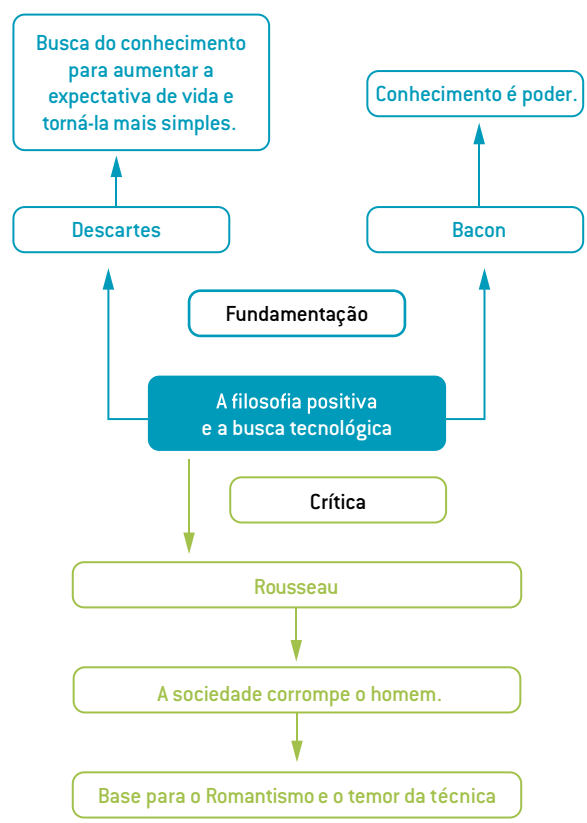 Busca do conhecimento
para aumentar a
expectativa de vida e
torná-la mais simples.
Conhecimento é poder.
Descartes
Bacon
Fundamentação
A filosofia positiva
e a busca tecnológica
Crítica
Rousseau
A sociedade corrompe o homem.
Base para o Romantismo e o temor da técnica